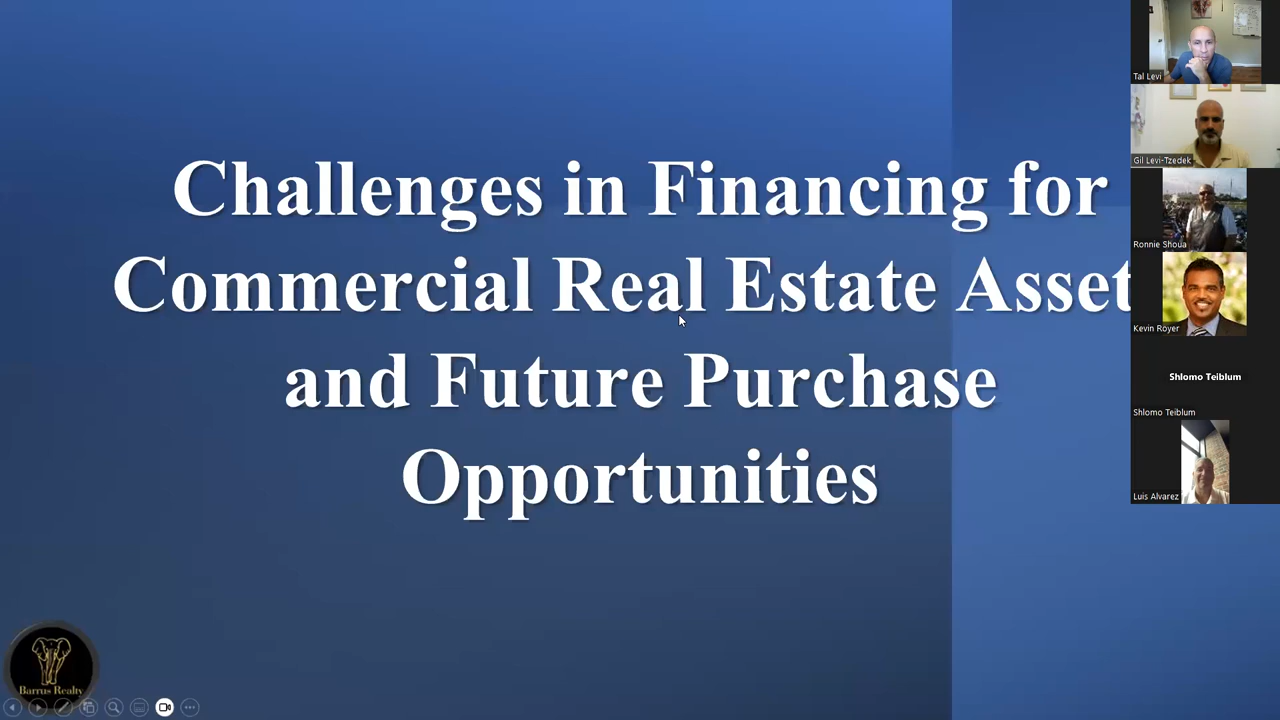 Challenges in Financing for
Commercial Real Estate Asset
and Future Purchase
Opportunities
Tal Levi
Gil Levi-Tzedek
Ronnie Shoua
Kevin Royer
Shlomo Teiblum
Shlomo Teiblum
Luis Alvarez
Barrus Realty